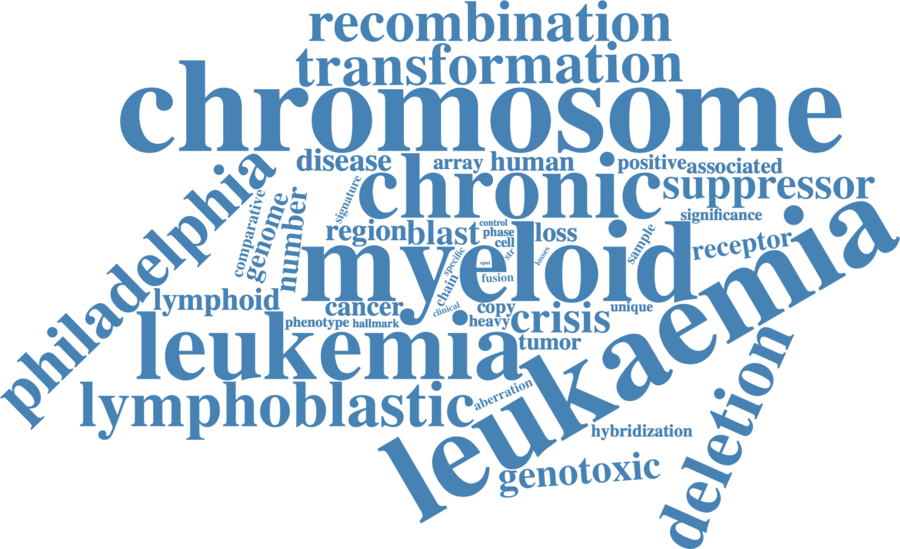 recombination
transformation
chromosome
disease
array
human
positive
associated
philadelphia
comparative
genome
number
signature
chronic
suppressor
significance
region
blast
control
phase
cell
str
loss
losses
sample
receptor
myeloid
specific
spot
fusion
chain
clinical
lymphoid
cancer
copy
unique
phenotype
hallmark
heavy
crisis
leukemia
tumor
leukaemia
lymphoblastic
aberration
hybridization
genotoxic
deletion